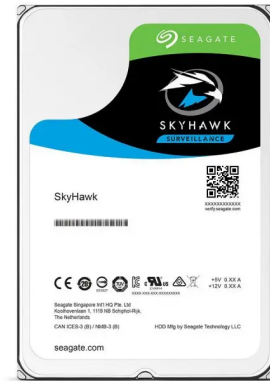 SEAGATE
SKYHAWK
SURVEILLANCE
SkyHawk
XXXXXXXXXXX
verify.seagate.com
+5V 0.XX A
+12V 0.XX A
Seagate Singapore Int'l HQ Pte. Ltd
Koolhovenlaan 1, 1119 NB Schiphol-Rijk,
The Netherlands
CAN ICES-3 (B) / NMB-3 (B)
HDD Mfg by Seagate Technology LLC
seagate.com